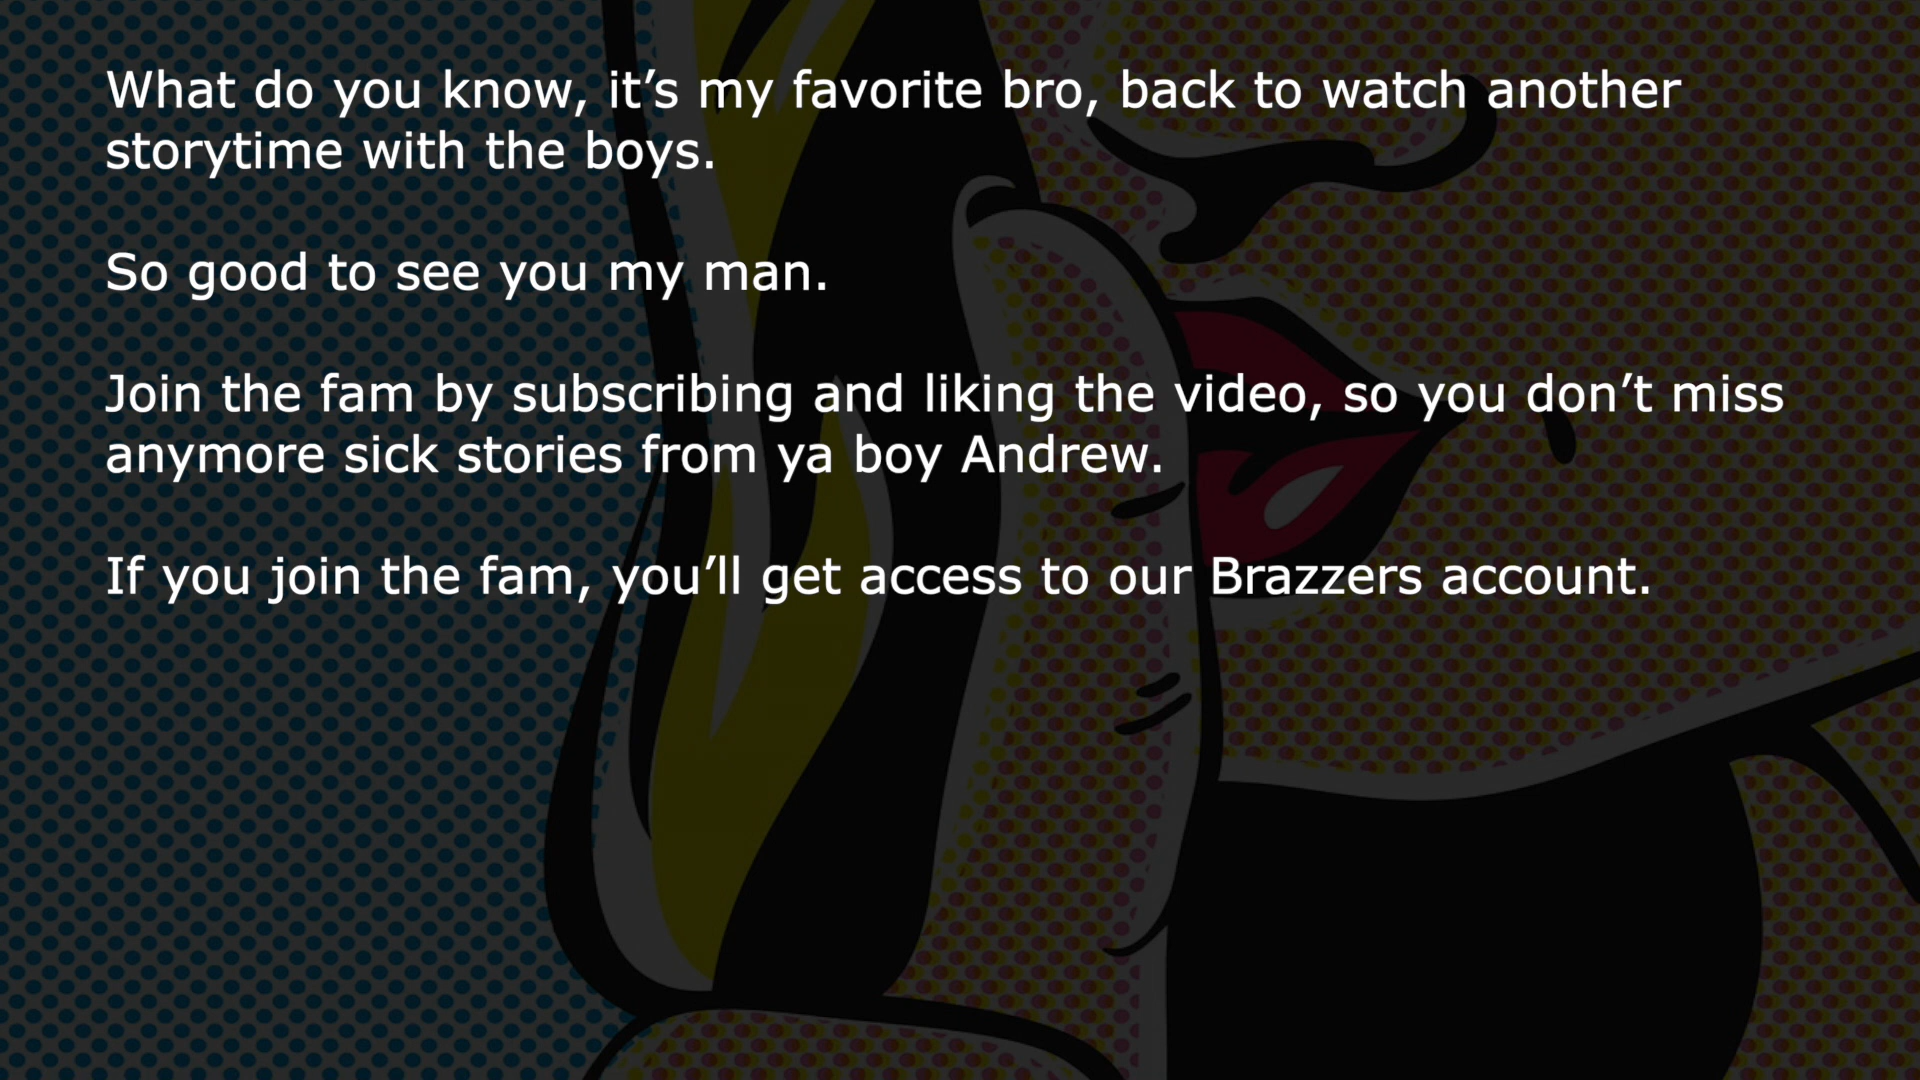 What do you know, it’s my favorite bro, back to watch another
storytime with the boys.
So good to see you my man.
Join the fam by subscribing and liking the video, so you don’t miss
anymore sick stories from ya boy Andrew.
If you join the fam, you’ll get access to our Brazzers account.